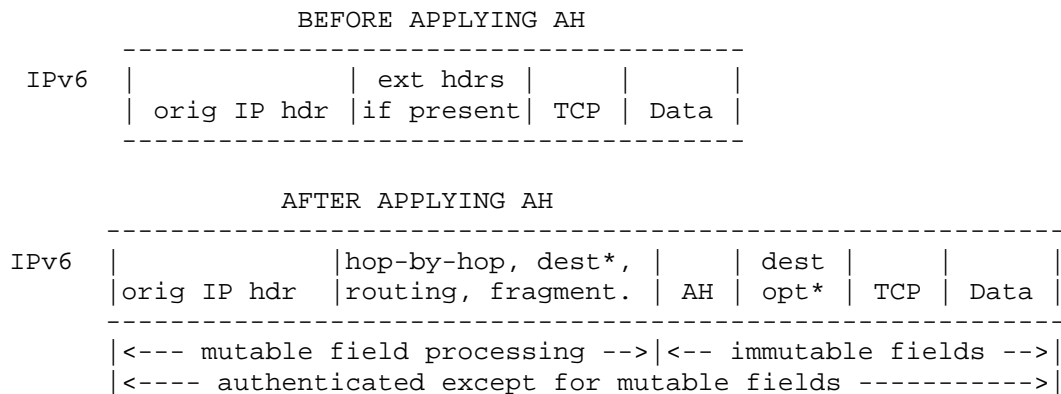 BEFORE APPLYING AH
---------------------------------------
IPv6  |             | ext hdrs |     |      |
| orig IP hdr |if present| TCP | Data |
---------------------------------------
AFTER APPLYING AH
------------------------------------------------------------
IPv6  |             |hop-by-hop, dest*, |    | dest |     |      |
|orig IP hdr  |routing, fragment. | AH | opt* | TCP | Data |
------------------------------------------------------------
|<--- mutable field processing -->|<-- immutable fields -->|
|<---- authenticated except for mutable fields ----------->|